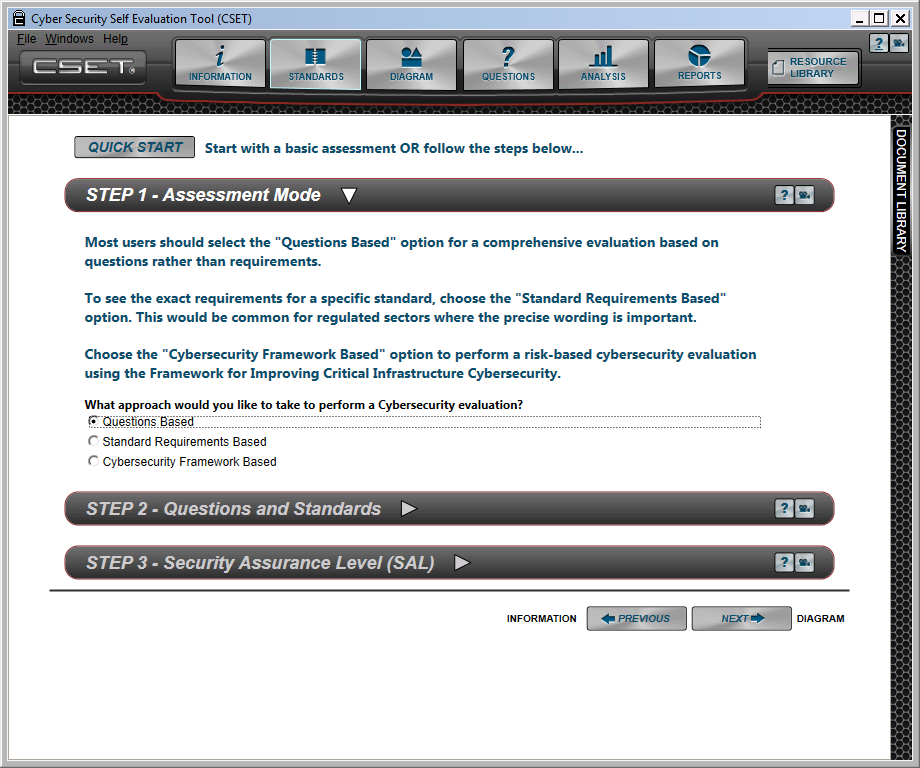 Cyber Security Self Evaluation Tool (CSET)
File Windows Help
CSET
INFORMATION
STANDARDS
DIAGRAM
? QUESTIONS
ANALYSIS
REPORTS
RESOURCE
LIBRARY
?
DOCUMENT LIBRARY
QUICK START Start with a basic assessment OR follow the steps below...
STEP 1 - Assessment Mode ?
Most users should select the "Questions Based" option for a comprehensive evaluation based on
questions rather than requirements.
To see the exact requirements for a specific standard, choose the "Standard Requirements Based"
option. This would be common for regulated sectors where the precise wording is important.
Choose the "Cybersecurity Framework Based" option to perform a risk-based cybersecurity evaluation
using the Framework for Improving Critical Infrastructure Cybersecurity.
What approach would you like to take to perform a Cybersecurity evaluation?
Questions Based
Standard Requirements Based
Cybersecurity Framework Based
STEP 2 - Questions and Standards ?
STEP 3 - Security Assurance Level (SAL) ?
INFORMATION PREVIOUS NEXT DIAGRAM